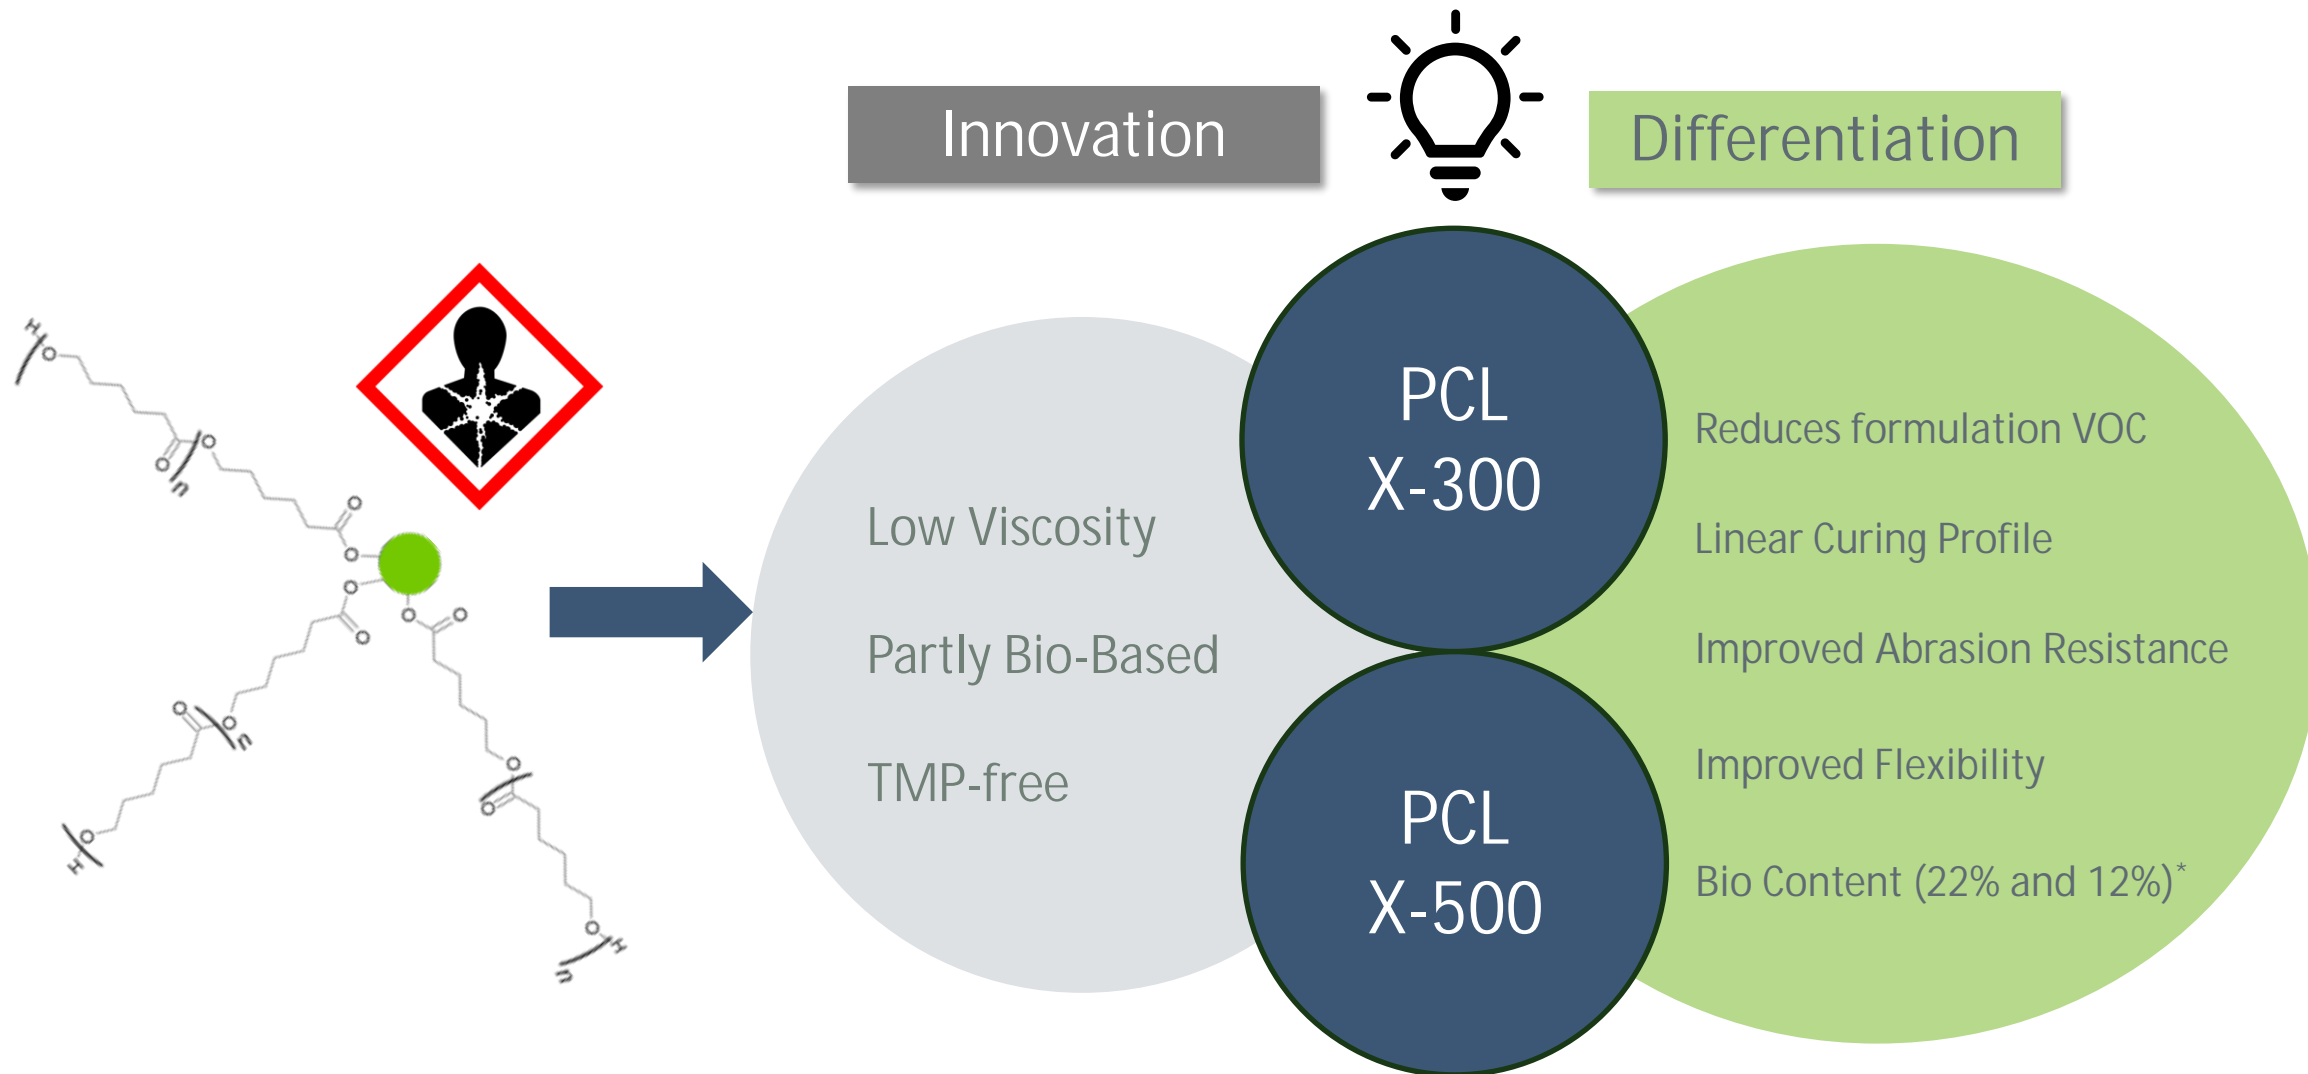 Innovation
Differentiation
H
O
O
O
n
O
O
O
O
O
O
O
O
O
n
O
H
O
O
n
O
H
Low Viscosity
Partly Bio-Based
TMP-free
PCL
X-300
PCL
X-500
Reduces formulation VOC
Linear Curing Profile
Improved Abrasion Resistance
Improved Flexibility
Bio Content (22% and 12%)*